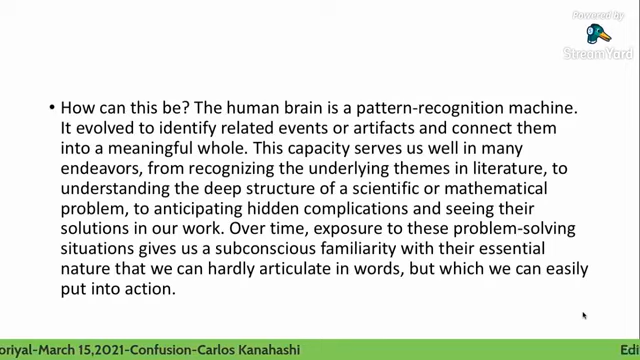 Powered by
StreamYard
• How can this be? The human brain is a pattern-recognition machine.
It evolved to identify related events or artifacts and connect them
into a meaningful whole. This capacity serves us well in many
endeavors, from recognizing the underlying themes in literature, to
understanding the deep structure of a scientific or mathematical
problem, to anticipating hidden complications and seeing their
solutions in our work. Over time, exposure to these problem-solving
situations gives us a subconscious familiarity with their essential
nature that we can hardly articulate in words, but which we can easily
put into action.
oriyal-March 15,2021-Confusion-Carlos Kanahashi Edi